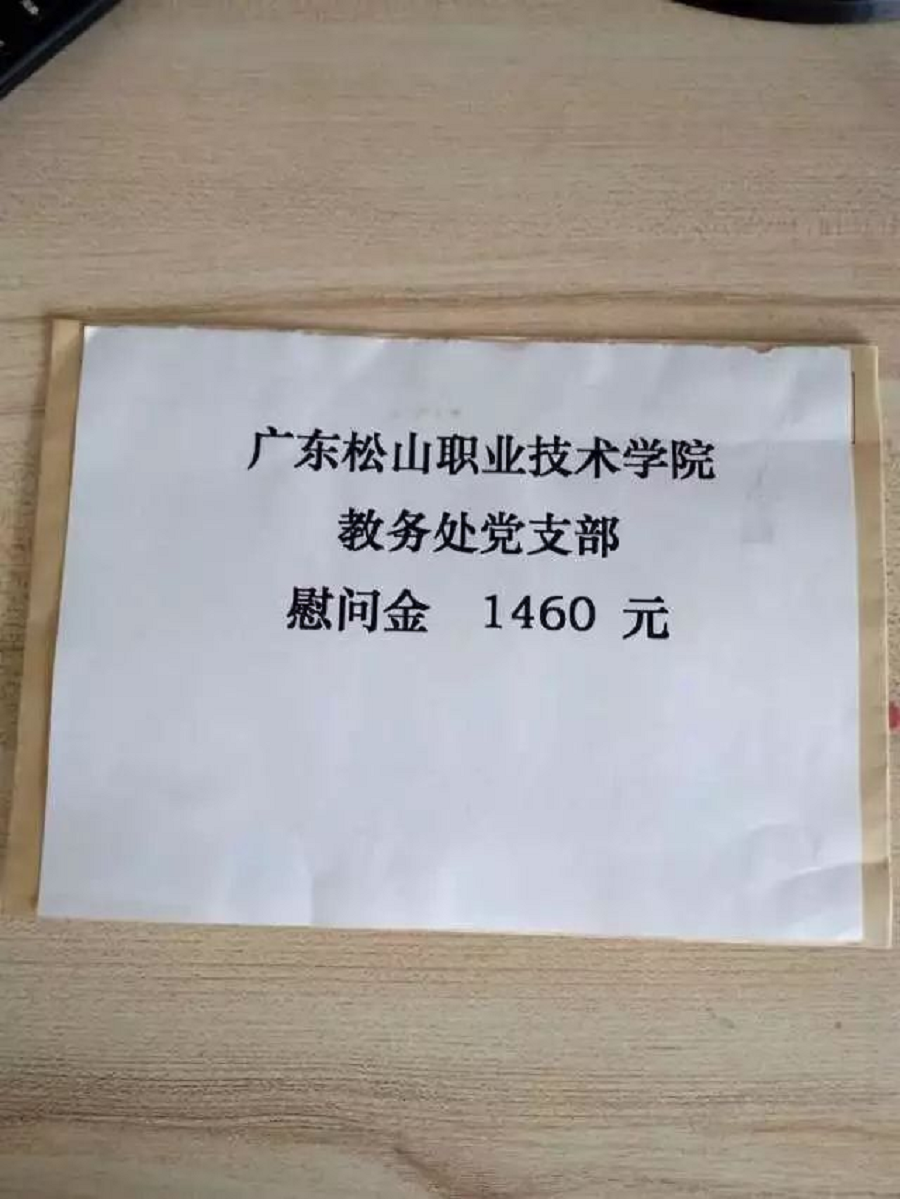 广东松山职业技术学院
教务处党支部
慰问金 1460 元